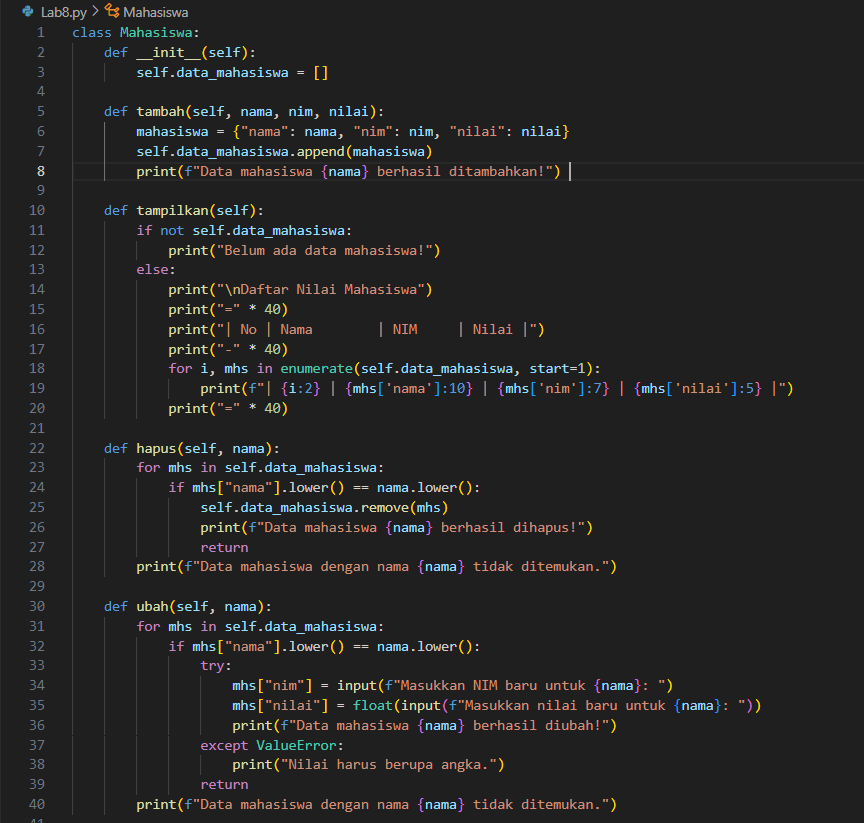 Lab8.py > Mahasiswa
1 class Mahasiswa:
2     def __init__(self):
3         self.data_mahasiswa = []
4
5     def tambah(self, nama, nim, nilai):
6         mahasiswa = {"nama": nama, "nim": nim, "nilai": nilai}
7         self.data_mahasiswa.append(mahasiswa)
8         print(f"Data mahasiswa {nama} berhasil ditambahkan!")
9
10     def tampilkan(self):
11         if not self.data_mahasiswa:
12             print("Belum ada data mahasiswa!")
13         else:
14             print("\nDaftar Nilai Mahasiswa")
15             print("=" * 40)
16             print("| No | Nama        | NIM     | Nilai |")
17             print("-" * 40)
18             for i, mhs in enumerate(self.data_mahasiswa, start=1):
19                 print(f"| {i:2} | {mhs['nama']:10} | {mhs['nim']:7} | {mhs['nilai']:5} |")
20             print("=" * 40)
21
22     def hapus(self, nama):
23         for mhs in self.data_mahasiswa:
24             if mhs["nama"].lower() == nama.lower():
25                 self.data_mahasiswa.remove(mhs)
26                 print(f"Data mahasiswa {nama} berhasil dihapus!")
27                 return
28         print(f"Data mahasiswa dengan nama {nama} tidak ditemukan.")
29
30     def ubah(self, nama):
31         for mhs in self.data_mahasiswa:
32             if mhs["nama"].lower() == nama.lower():
33                 try:
34                     mhs["nim"] = input(f"Masukkan NIM baru untuk {nama}: ")
35                     mhs["nilai"] = float(input(f"Masukkan nilai baru untuk {nama}: "))
36                     print(f"Data mahasiswa {nama} berhasil diubah!")
37                 except ValueError:
38                     print("Nilai harus berupa angka.")
39                 return
40         print(f"Data mahasiswa dengan nama {nama} tidak ditemukan.")
41